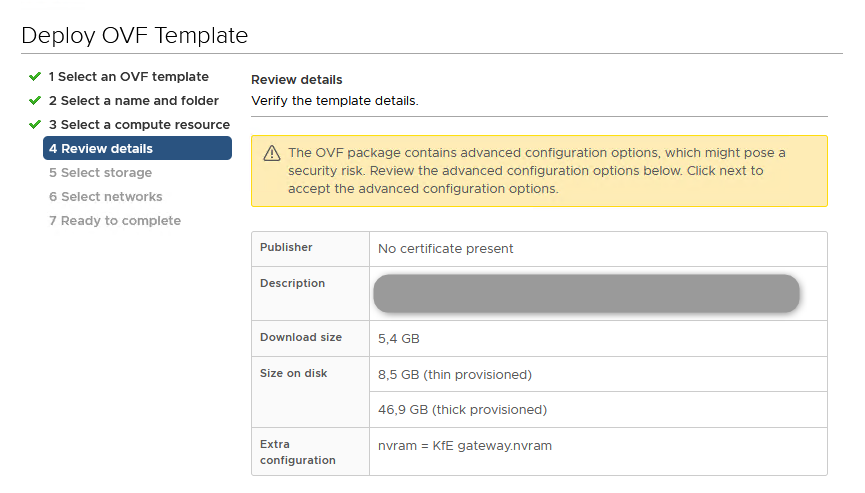 Deploy OVF Template
1 Select an OVF template
2 Select a name and folder
3 Select a compute resource
4 Review details
5 Select storage
6 Select networks
7 Ready to complete
Review details
Verify the template details.
The OVF package contains advanced configuration options, which might pose a
security risk. Review the advanced configuration options below. Click next to
accept the advanced configuration options.
Publisher
No certificate present
Description
Download size
5,4 GB
Size on disk
8,5 GB (thin provisioned)
46,9 GB (thick provisioned)
Extra
configuration
nvram = KfE gateway.nvram